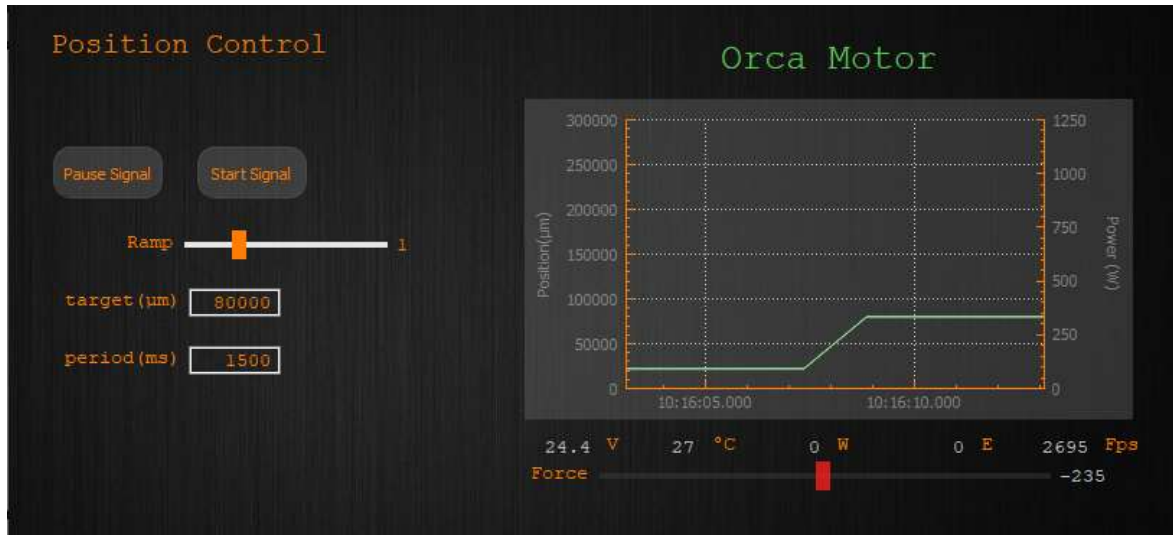 Position Control
Pause Signal
Start Signal
Ramp 1
target(µm) 80000
period(ms) 1500
Orca Motor
Position(µm)
300000
250000
200000
150000
100000
50000
0
1250
1000
750
500
250
0
Power (W)
10:16:05.000 10:16:10.000
24.4 V 27 °C 0 W 0 E 2695 Fps
Force -235